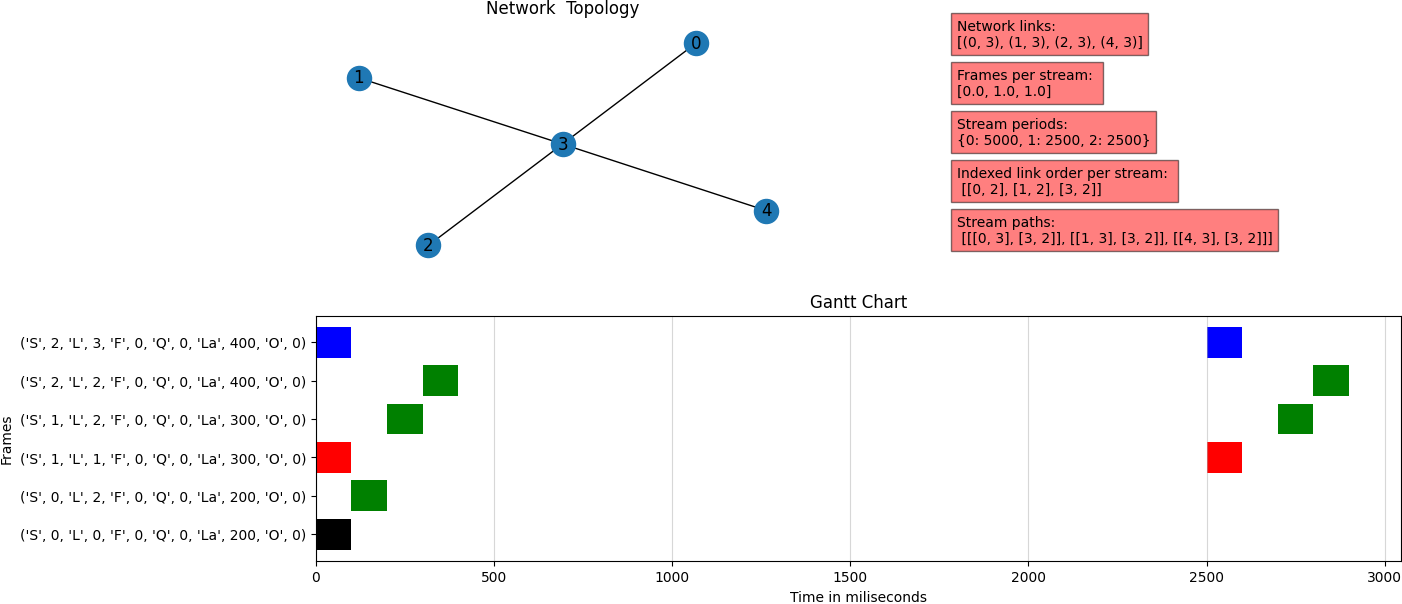 Network  Topology
0
1
3
4
2
Network links:
[(0, 3), (1, 3), (2, 3), (4, 3)]
Frames per stream:
[0.0, 1.0, 1.0]
Stream periods:
{0: 5000, 1: 2500, 2: 2500}
Indexed link order per stream:
[[0, 2], [1, 2], [3, 2]]
Stream paths:
[[[0, 3], [3, 2]], [[1, 3], [3, 2]], [[4, 3], [3, 2]]]
Gantt Chart
Frames
('S', 2, 'L', 3, 'F', 0, 'Q', 0, 'La', 400, 'O', 0)
('S', 2, 'L', 2, 'F', 0, 'Q', 0, 'La', 400, 'O', 0)
('S', 1, 'L', 2, 'F', 0, 'Q', 0, 'La', 300, 'O', 0)
('S', 1, 'L', 1, 'F', 0, 'Q', 0, 'La', 300, 'O', 0)
('S', 0, 'L', 2, 'F', 0, 'Q', 0, 'La', 200, 'O', 0)
('S', 0, 'L', 0, 'F', 0, 'Q', 0, 'La', 200, 'O', 0)
0 500 1000 1500 2000 2500 3000
Time in miliseconds